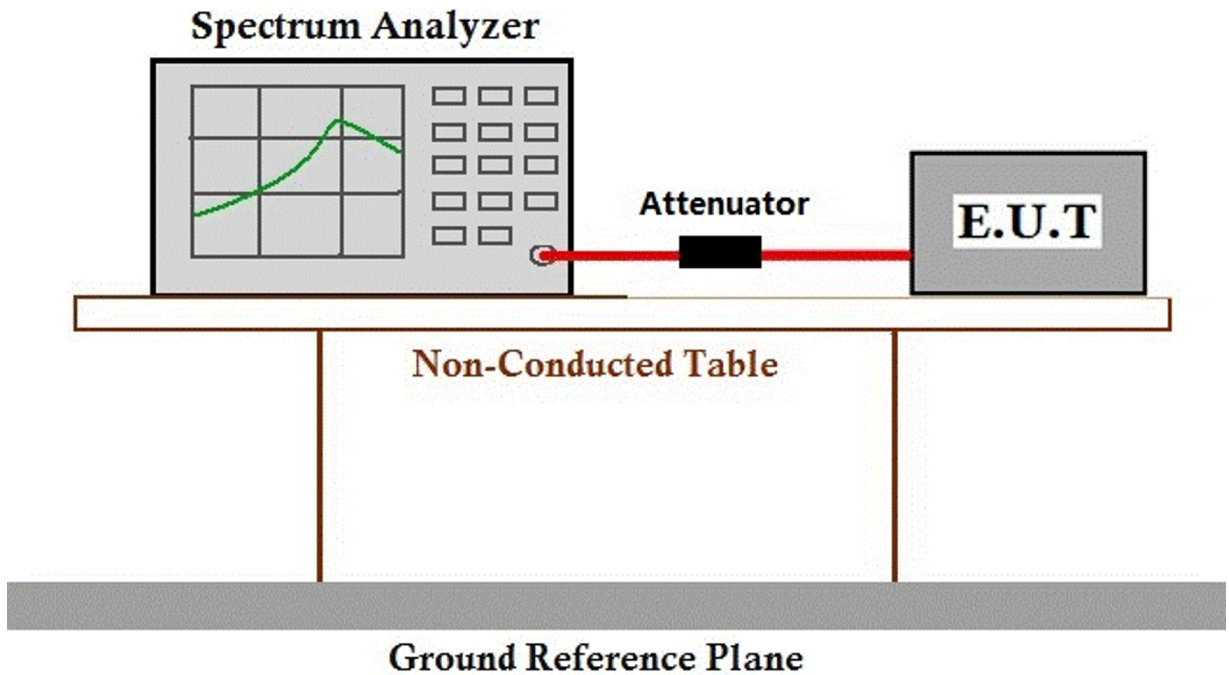 Spectrum Analyzer
Attenuator
E.U.T
Non-Conducted Table
Ground Reference Plane